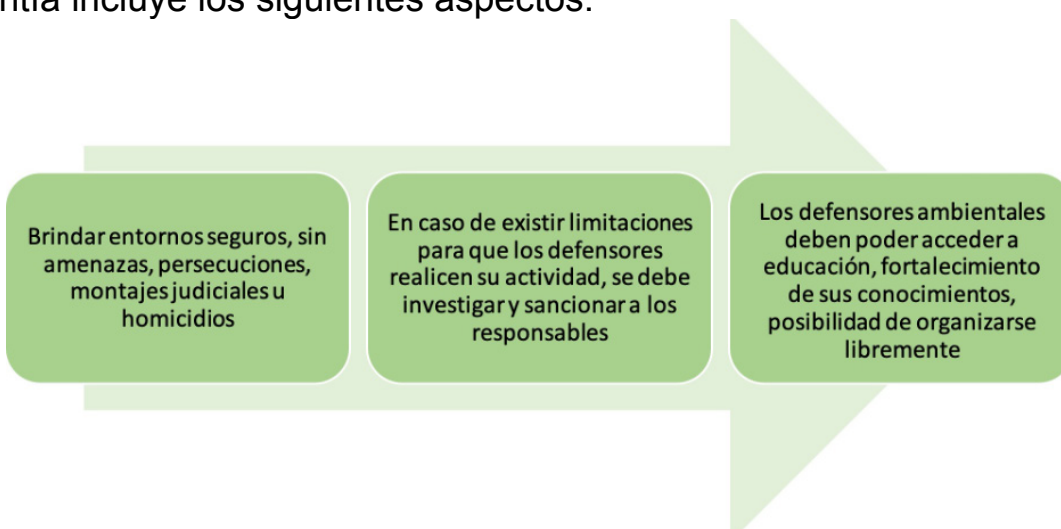 incluye los siguientes aspectos:
Brindar entornos seguros, sin
amenazas, persecuciones,
montajes judiciales u
homicidios
En caso de existir limitaciones
para que los defensores
realicen su actividad, se debe
investigar y sancionar a los
responsables
Los defensores ambientales
deben poder acceder a
educación, fortalecimiento
de sus conocimientos,
posibilidad de organizarse
libremente